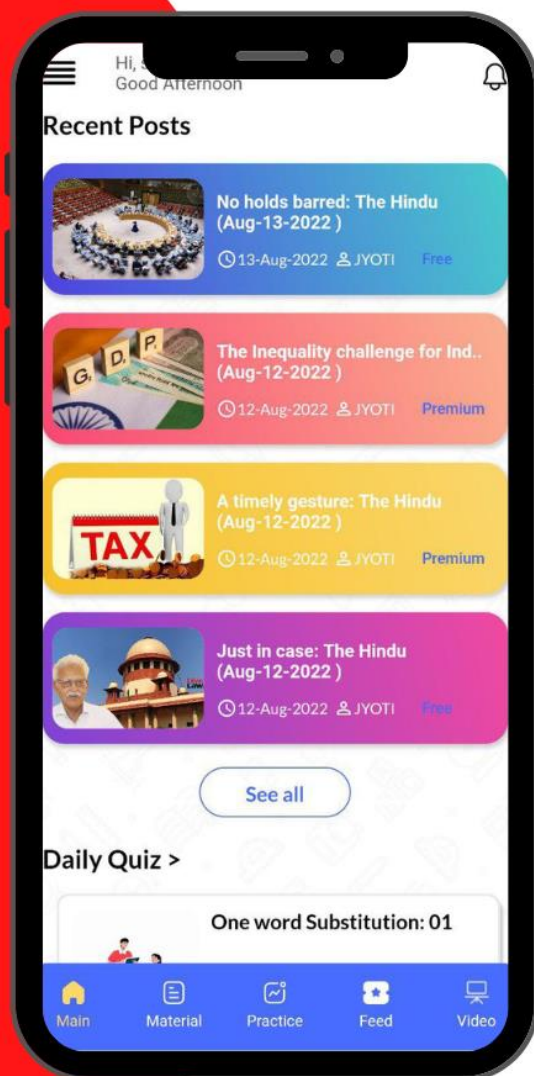 Hi,
Good Afternoon
Recent Posts
No holds barred: The Hindu
(Aug-13-2022 )
13-Aug-2022 JYOTI Free
G, D, P,
The Inequality challenge for Ind..
(Aug-12-2022 )
12-Aug-2022 JYOTI Premium
TAX
A timely gesture: The Hindu
(Aug-12-2022 )
12-Aug-2022 JYOTI Premium
Just in case: The Hindu
(Aug-12-2022 )
12-Aug-2022 JYOTI Free
See all
Daily Quiz >
One word Substitution: 01
Main Material Practice Feed Video